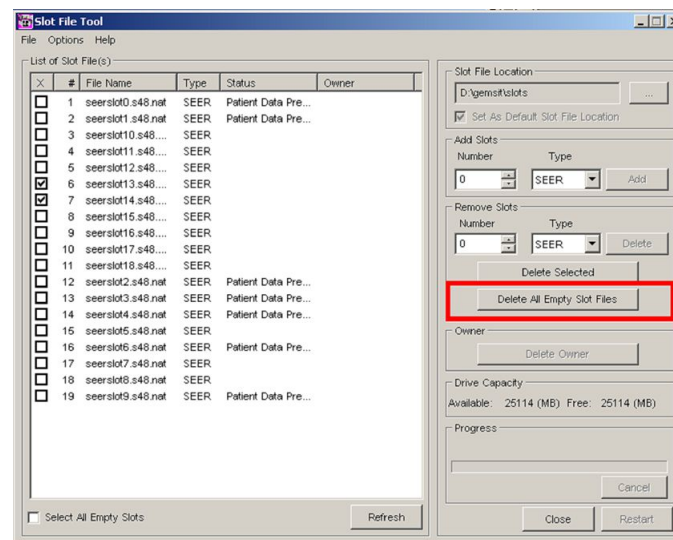 Slot File Tool
File Options Help
List of Slot File(s)
X # File Name Type Status Owner
1 seerslot0.s48.nat SEER Patient Data Pre...
2 seerslot1.s48.nat SEER Patient Data Pre...
3 seerslot10.s48.... SEER
4 seerslot11.s48.... SEER
5 seerslot12.s48.... SEER
6 seerslot13.s48.... SEER
7 seerslot14.s48.... SEER
8 seerslot15.s48.... SEER
9 seerslot16.s48.... SEER
10 seerslot17.s48.... SEER
11 seerslot18.s48.... SEER
12 seerslot2.s48.nat SEER Patient Data Pre...
13 seerslot3.s48.nat SEER Patient Data Pre...
14 seerslot4.s48.nat SEER Patient Data Pre...
15 seerslot5.s48.nat SEER
16 seerslot6.s48.nat SEER Patient Data Pre...
17 seerslot7.s48.nat SEER
18 seerslot8.s48.nat SEER
19 seerslot9.s48.nat SEER Patient Data Pre...
Select All Empty Slots
Refresh
Slot File Location
D:\gemsit\slots
...
Set As Default Slot File Location
Add Slots
Number Type
0 SEER Add
Remove Slots
Number Type
0 SEER Delete
Delete Selected
Delete All Empty Slot Files
Owner
Delete Owner
Drive Capacity
Available: 25114 (MB) Free: 25114 (MB)
Progress
Cancel
Close Restart